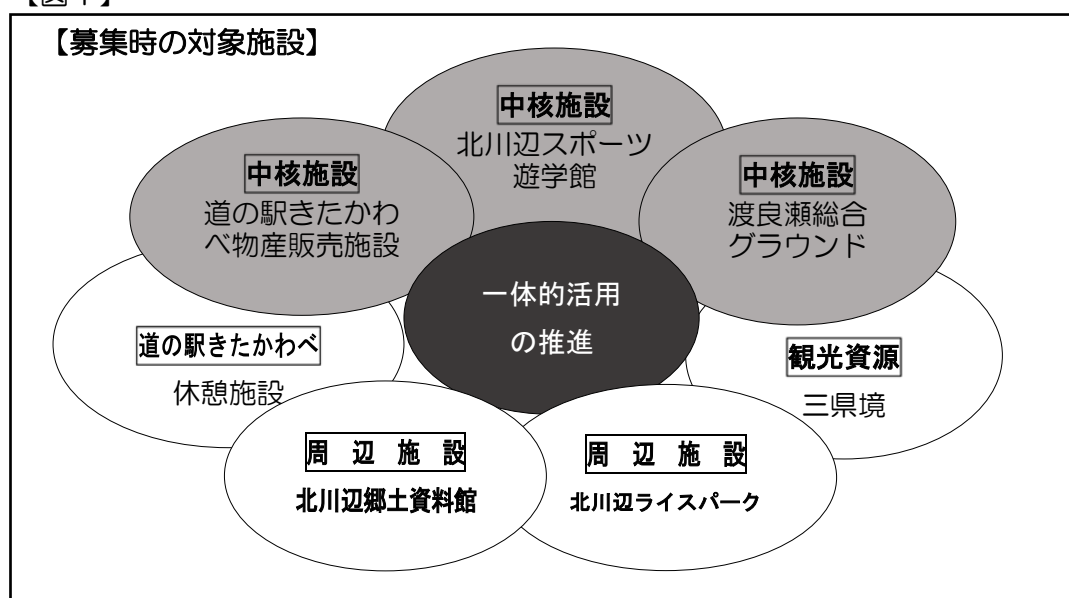 【図１】
【募集時の対象施設】
中核施設
北川辺スポーツ
遊学館
中核施設
道の駅きたかわ
べ物産販売施設
中核施設
渡良瀬総合
グラウンド
一体的活用
の推進
道の駅きたかわべ
休憩施設
観光資源
三県境
周辺施設
北川辺郷土資料館
周辺施設
北川辺ライスパーク